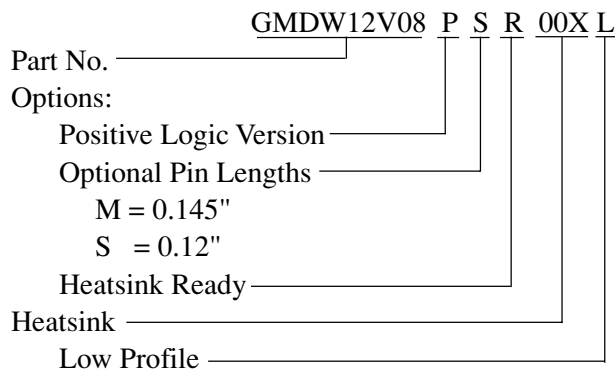 GMDW12V08 P S R 00X L
Part No.
Options:
Positive Logic Version
Optional Pin Lengths
M = 0.145"
S = 0.12"
Heatsink Ready
Heatsink
Low Profile